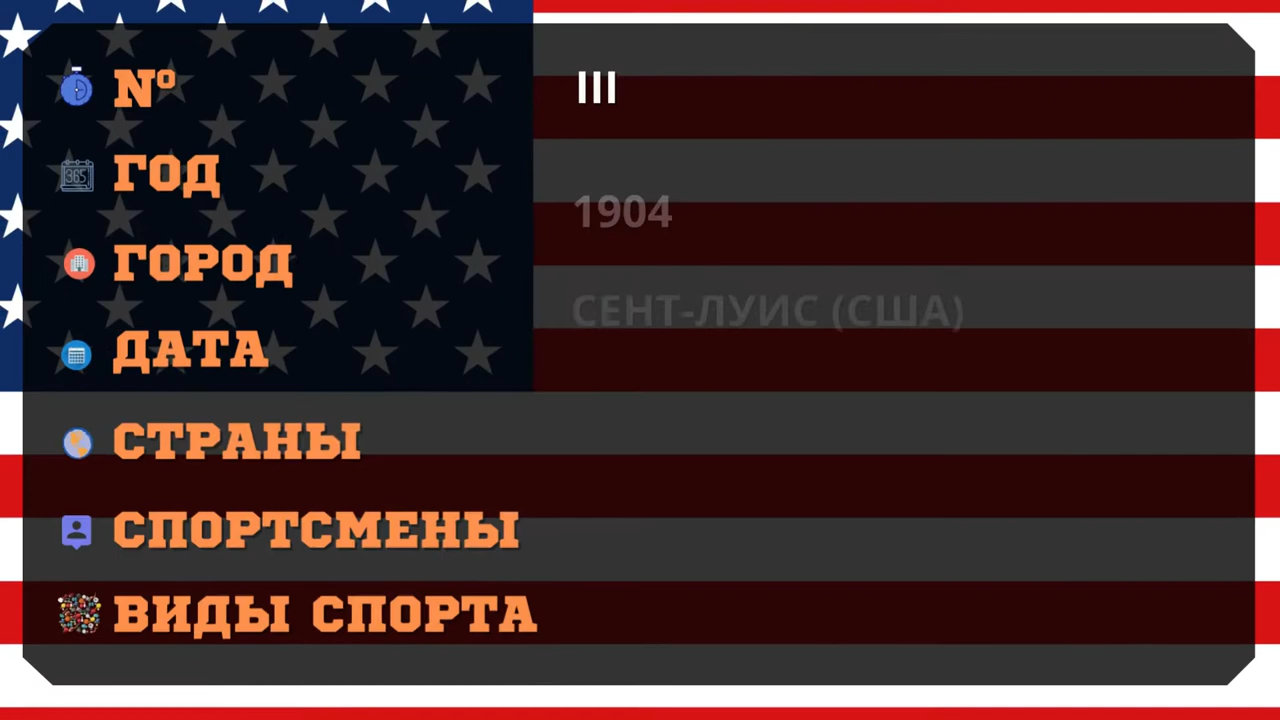 Nº
III
ГОД
1904
ГОРОД
СЕНТ-ЛУИС (США)
ДАТА
СТРАНЫ
СПОРТСМЕНЫ
ВИДЫ СПОРТА